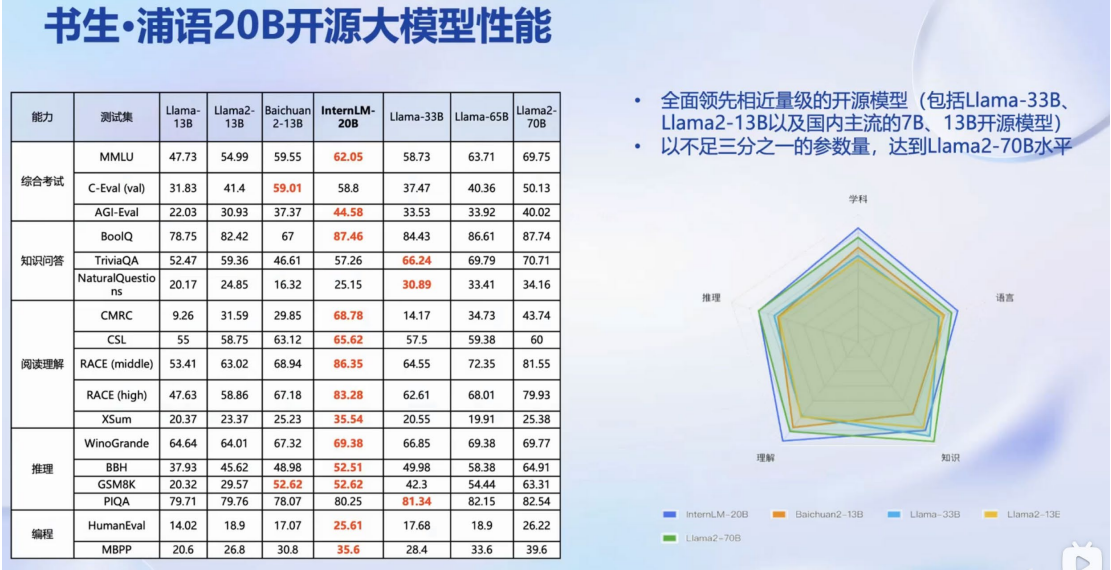 书生•浦语20B开源大模型性能
能力 测试集 Llama-13B Llama2-13B Baichuan2-13B InternLM-20B Llama-33B Llama-65B Llama2-70B
综合考试
MMLU 47.73 54.99 59.55 62.05 58.73 63.71 69.75
C-Eval (val) 31.83 41.4 59.01 58.8 37.47 40.36 50.13
AGI-Eval 22.03 30.93 37.37 44.58 33.53 33.92 40.02
知识问答
BoolQ 78.75 82.42 67 87.46 84.43 86.61 87.74
TriviaQA 52.47 59.36 46.61 57.26 66.24 69.79 70.71
NaturalQuestions 20.17 24.85 16.32 25.15 30.89 33.41 34.16
阅读理解
CMRC 9.26 31.59 29.85 68.78 14.17 34.73 43.74
CSL 55 58.75 63.12 65.62 57.5 59.38 60
RACE (middle) 53.41 63.02 68.94 86.35 64.55 72.35 81.55
RACE (high) 47.63 58.86 67.18 83.28 62.61 68.01 79.93
XSum 20.37 23.37 25.23 35.54 20.55 19.91 25.38
推理
WinoGrande 64.64 64.01 67.32 69.38 66.85 69.38 69.77
BBH 37.93 45.62 48.98 52.51 49.98 58.38 64.91
GSM8K 20.32 29.57 52.62 52.62 42.3 54.44 63.31
PIQA 79.71 79.76 78.07 80.25 81.34 82.15 82.54
编程
HumanEval 14.02 18.9 17.07 25.61 17.68 18.9 26.22
MBPP 20.6 26.8 30.8 35.6 28.4 33.6 39.6
• 全面领先相近量级的开源模型（包括Llama-33B、
Llama2-13B以及国内主流的7B、13B开源模型）
• 以不足三分之一的参数量，达到Llama2-70B水平
学科
推理
语言
理解
知识
InternLM-20B Baichuan2-13B Llama-33B Llama2-13B
Llama2-70B